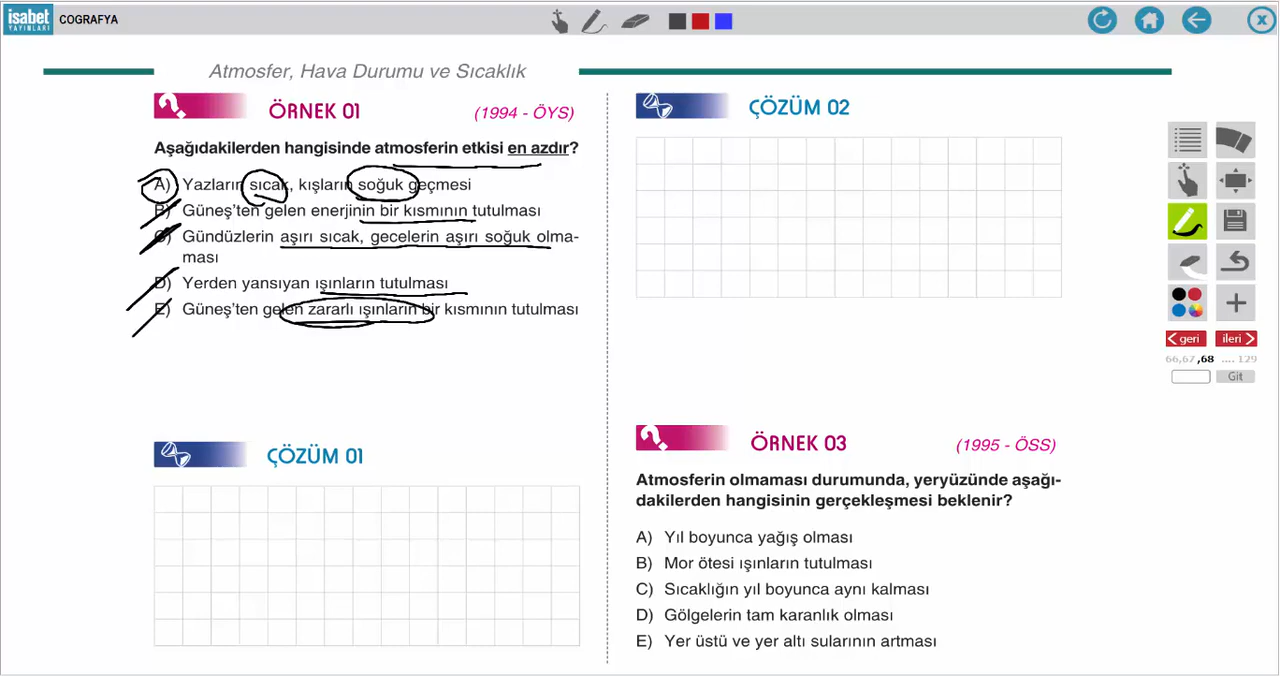 isabet
YAYINLARI
COGRAFYA
Atmosfer, Hava Durumu ve Sıcaklık
ÖRNEK 01
(1994 - ÖYS)
Aşağıdakilerden hangisinde atmosferin etkisi en azdır?
A) Yazların sıcak, kışların soğuk geçmesi
B) Güneş'ten gelen enerjinin bir kısmının tutulması
C) Gündüzlerin aşırı sıcak, gecelerin aşırı soğuk olma-
ması
D) Yerden yansıyan ışınların tutulması
E) Güneş'ten gelen zararlı ışınların bir kısmının tutulması
ÇÖZÜM 01
ÇÖZÜM 02
ÖRNEK 03
(1995 - ÖSS)
Atmosferin olmaması durumunda, yeryüzünde aşağı-
dakilerden hangisinin gerçekleşmesi beklenir?
A) Yıl boyunca yağış olması
B) Mor ötesi ışınların tutulması
C) Sıcaklığın yıl boyunca aynı kalması
D) Gölgelerin tam karanlık olması
E) Yer üstü ve yer altı sularının artması
geri
ileri
66,67,68 .... 129
Git